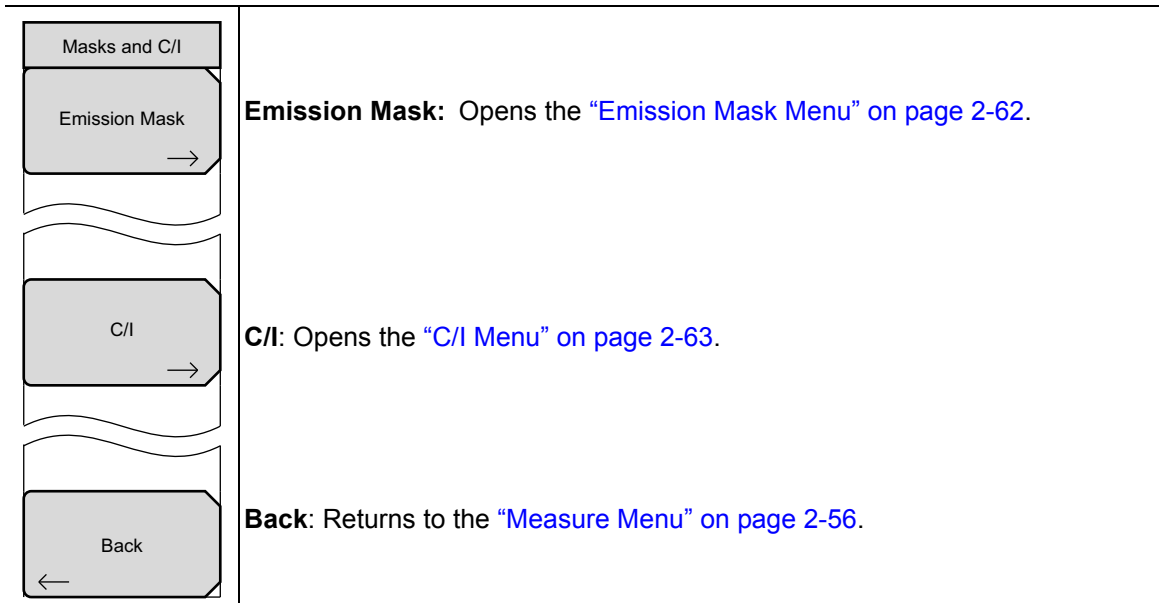 Masks and C/I
Emission Mask
Emission Mask: Opens the “Emission Mask Menu” on page 2-62.
C/I
C/I: Opens the “C/I Menu” on page 2-63.
Back
Back: Returns to the “Measure Menu” on page 2-56.